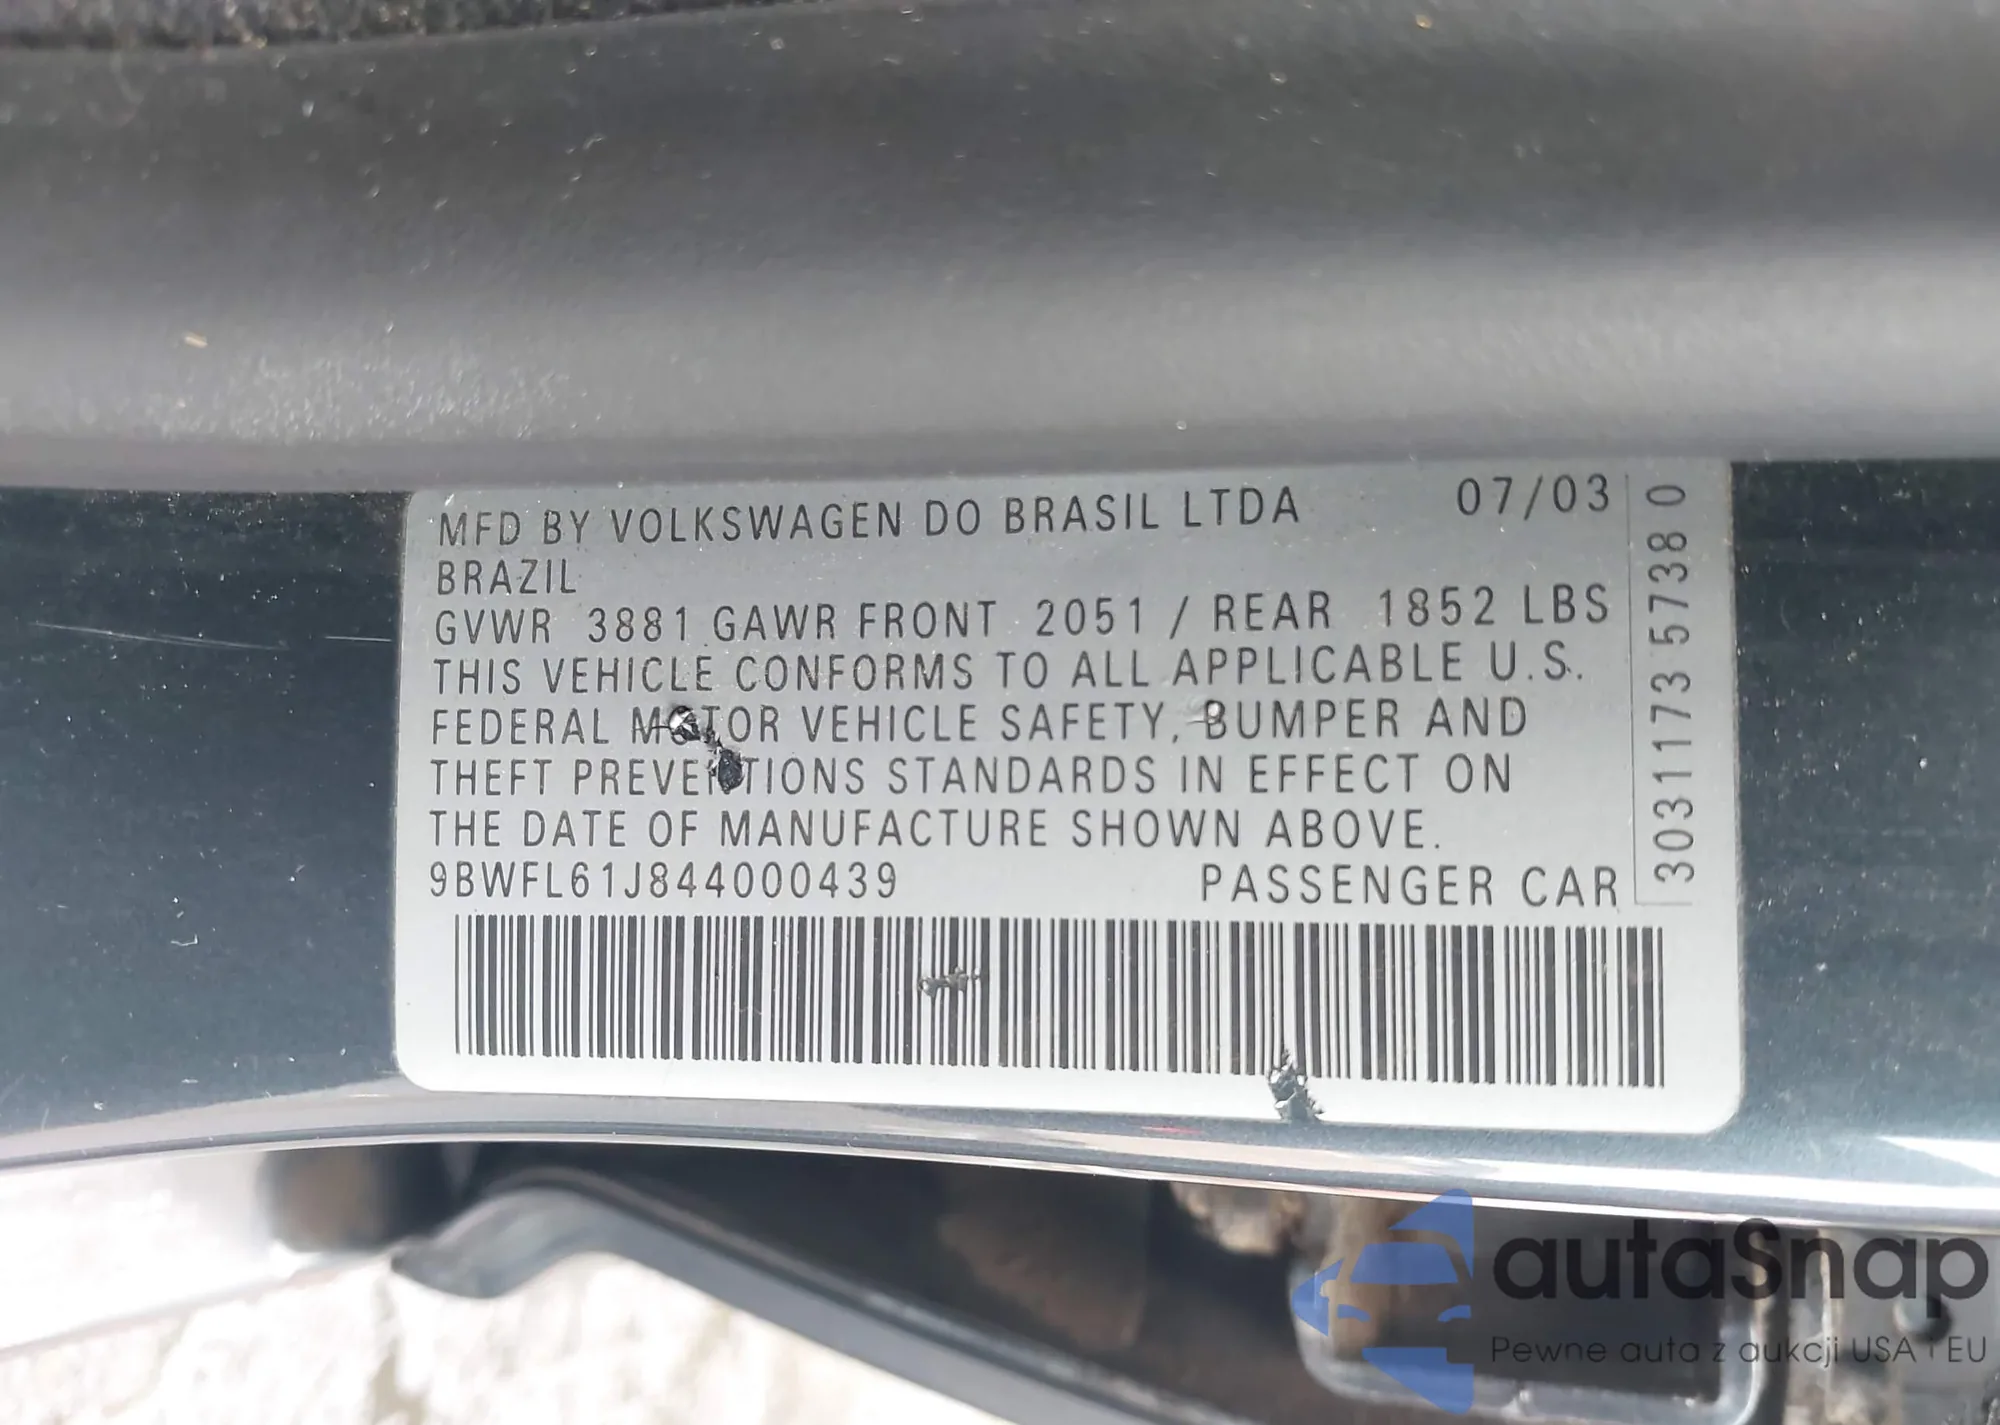 MFD BY VOLKSWAGEN DO BRASIL LTDA 07/03
BRAZIL
GVWR 3881 GAWR FRONT 2051 / REAR 1852 LBS
THIS VEHICLE CONFORMS TO ALL APPLICABLE U.S.
FEDERAL MOTOR VEHICLE SAFETY, BUMPER AND
THEFT PREVENTIONS STANDARDS IN EFFECT ON
THE DATE OF MANUFACTURE SHOWN ABOVE.
9BWFL61J844000439 PASSENGER CAR
3031173 57380
autaSnap
Pewne auta z aukcji USA i EU